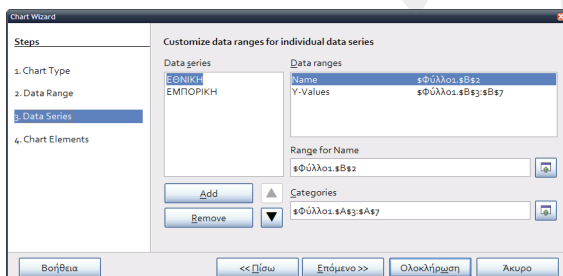 Chart Wizard
Steps
1. Chart Type
2. Data Range
3. Data Series
4. Chart Elements
Customize data ranges for individual data series
Data series
ΕΘΝΙΚΗ
ΕΜΠΟΡΙΚΗ
Data ranges
Name $Φύλλο1.$B$2
Y-Values $Φύλλο1.$B$3:$B$7
Range for Name
$Φύλλο1.$B$2
Add
Remove
Categories
$Φύλλο1.$A$3:$A$7
Βοήθεια
<< Πίσω
Επόμενο >>
Ολοκλήρωση
Άκυρο